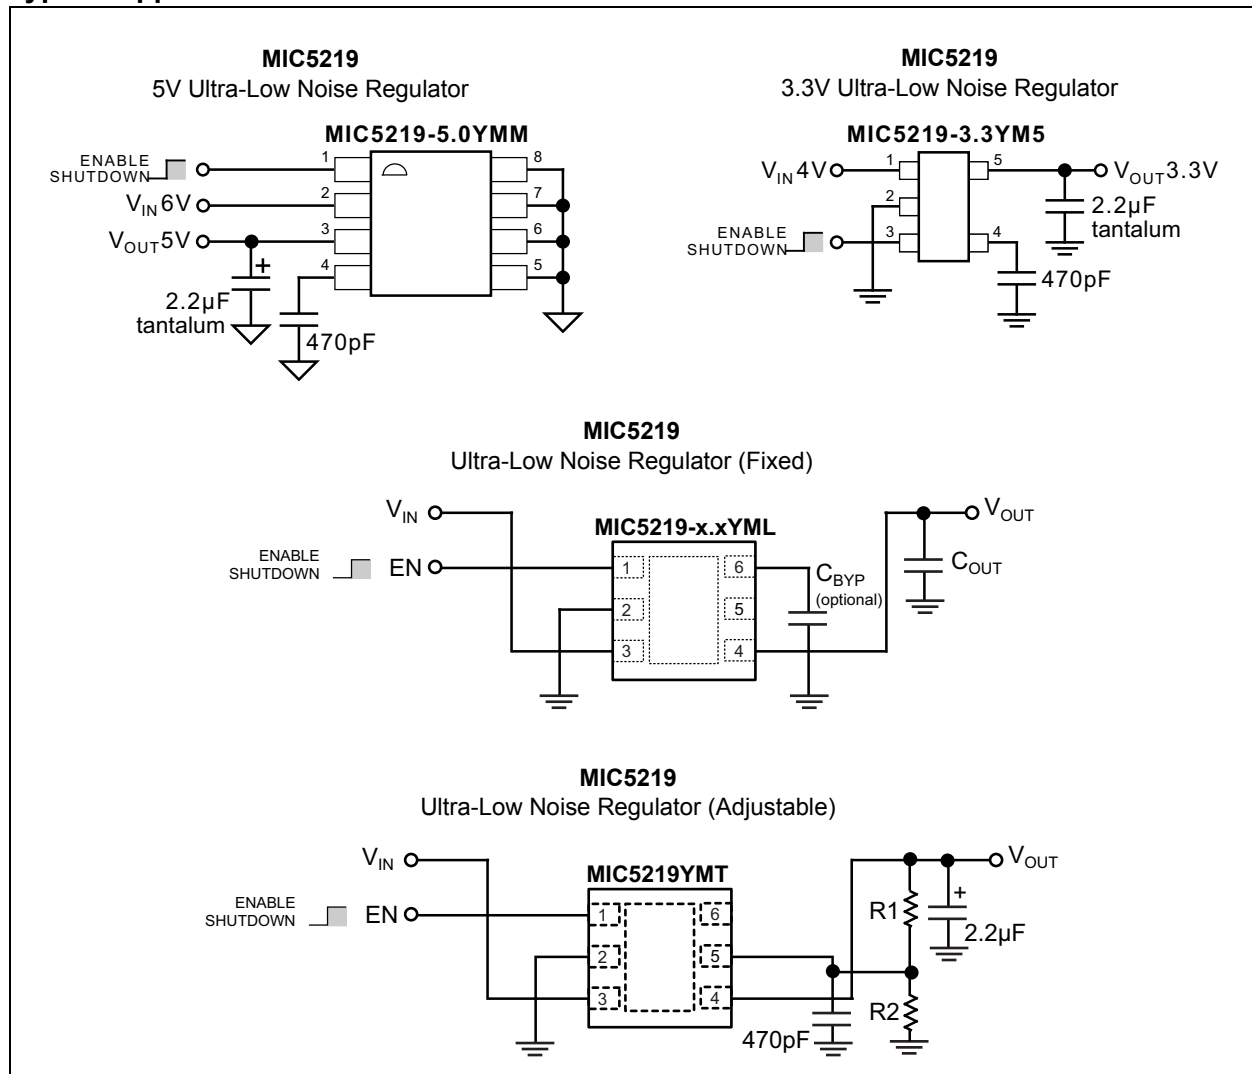 MIC5219
5V Ultra-Low Noise Regulator
MIC5219-5.0YMM
ENABLE
SHUTDOWN
1
8
VIN 6V
2
7
VOUT 5V
3
6
4
5
+
2.2µF
tantalum
470pF
MIC5219
3.3V Ultra-Low Noise Regulator
MIC5219-3.3YM5
VIN 4V
1
5
VOUT 3.3V
2
2.2µF
tantalum
ENABLE
SHUTDOWN
3
4
470pF
MIC5219
Ultra-Low Noise Regulator (Fixed)
VIN
MIC5219-x.xYML
VOUT
ENABLE
SHUTDOWN
EN
1
6
CBYP
(optional)
COUT
2
5
3
4
MIC5219
Ultra-Low Noise Regulator (Adjustable)
VIN
MIC5219YMT
VOUT
ENABLE
SHUTDOWN
EN
1
6
R1
+
2.2µF
2
5
3
4
470pF
R2